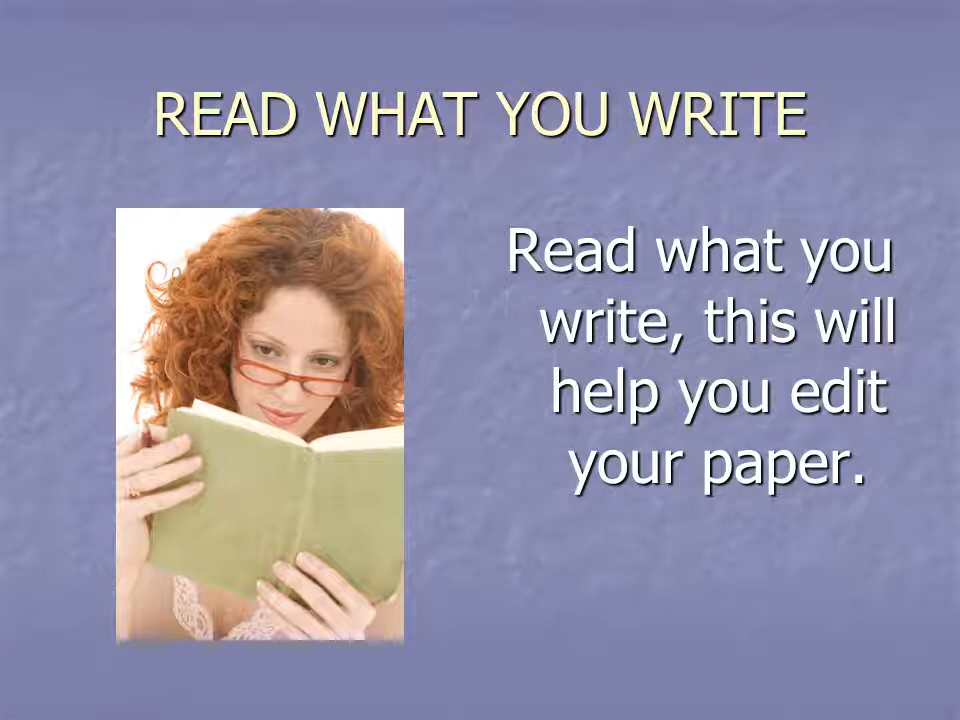 READ WHAT YOU WRITE
Read what you
write, this will
help you edit
your paper.